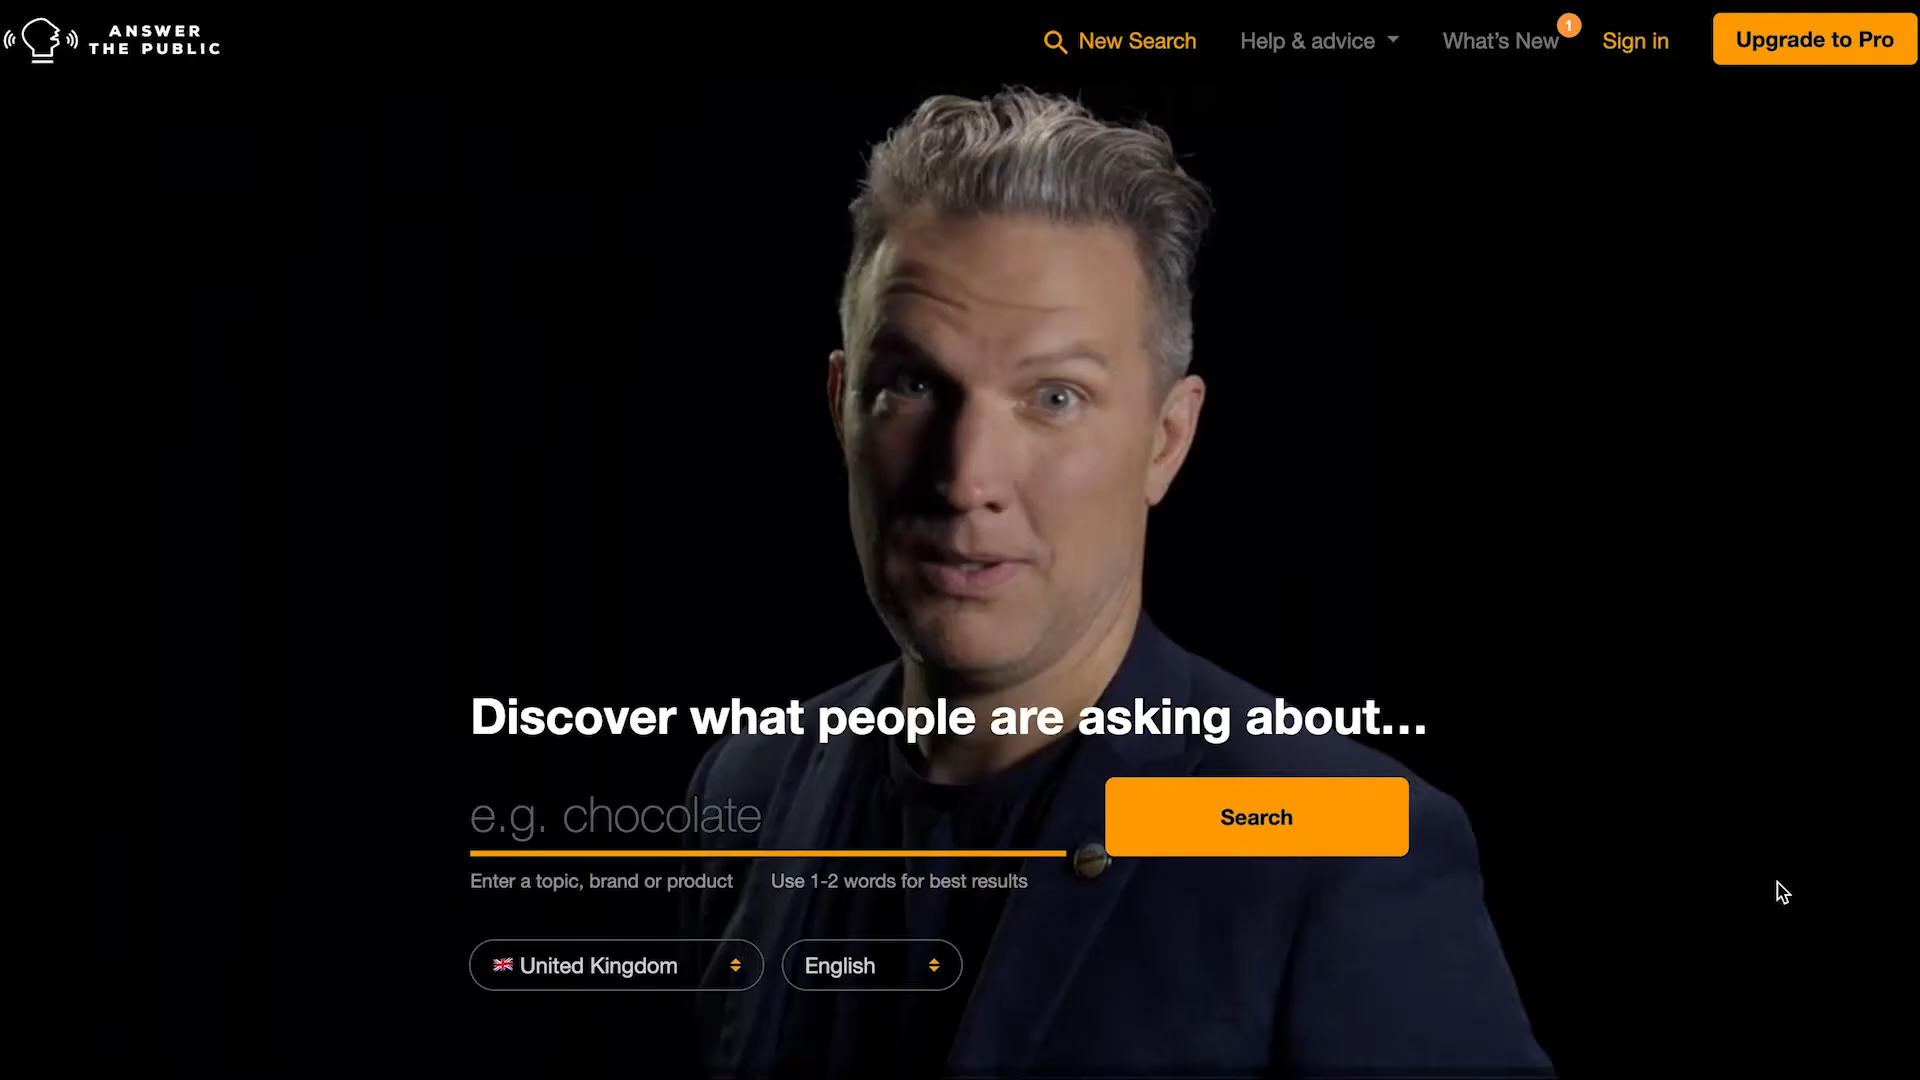 ANSWER
THE PUBLIC
New Search
Help & advice
What's New
1
Sign in
Upgrade to Pro
Discover what people are asking about...
e.g. chocolate
Search
Enter a topic, brand or product
Use 1-2 words for best results
United Kingdom
English